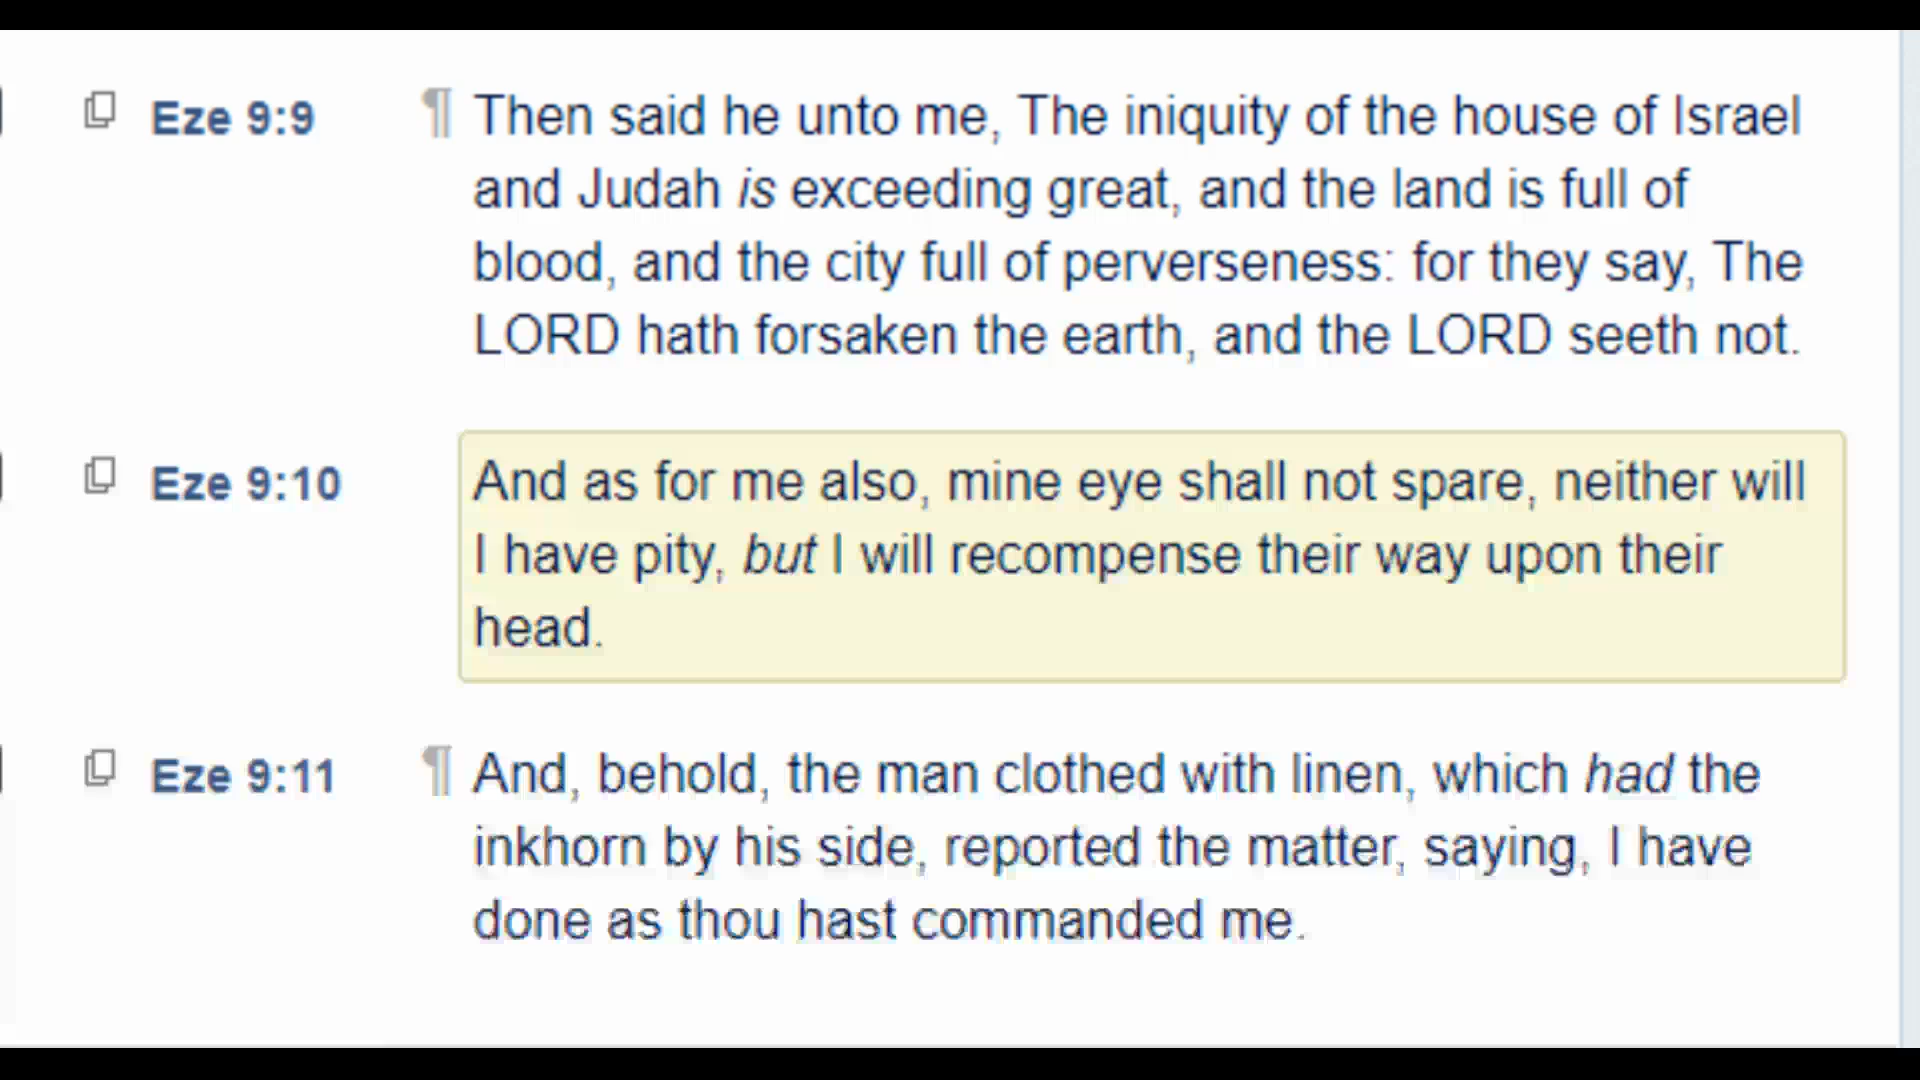 Eze 9:9 ¶ Then said he unto me, The iniquity of the house of Israel
and Judah is exceeding great, and the land is full of
blood, and the city full of perverseness: for they say, The
LORD hath forsaken the earth, and the LORD seeth not.
Eze 9:10 And as for me also, mine eye shall not spare, neither will
I have pity, but I will recompense their way upon their
head.
Eze 9:11 ¶ And, behold, the man clothed with linen, which had the
inkhorn by his side, reported the matter, saying, I have
done as thou hast commanded me.